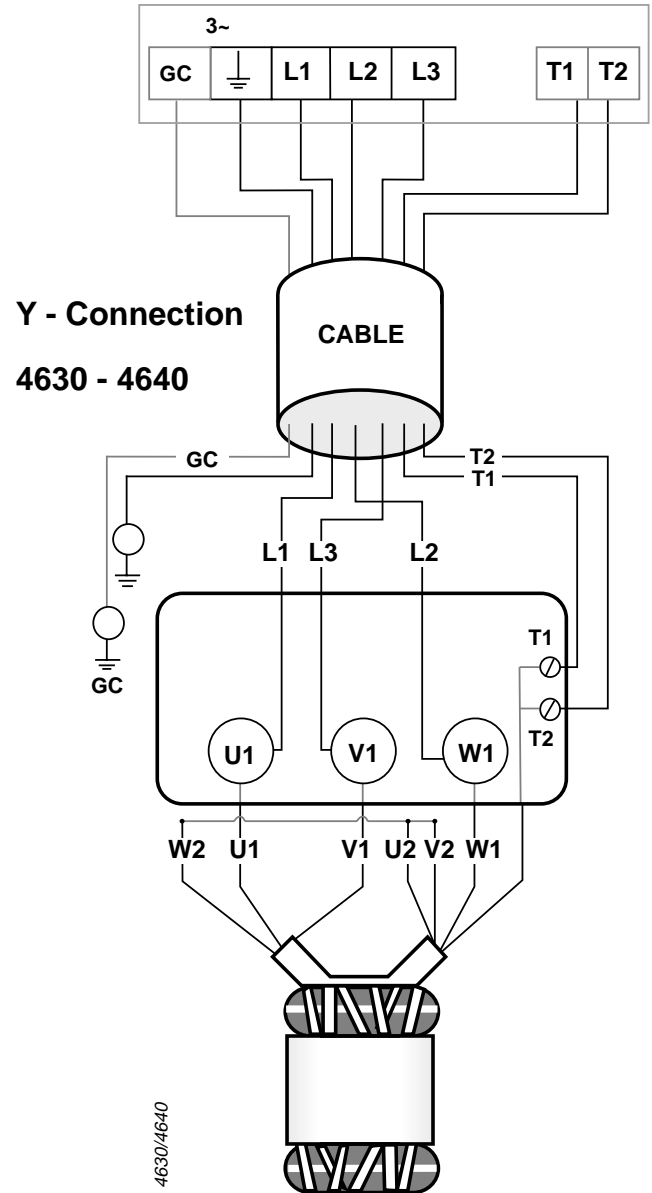 3~
GC L1 L2 L3 T1 T2
Y - Connection
CABLE
4630 - 4640
GC T2
T1
L1 L3 L2
T1
GC
T2
U1 V1 W1
W2 U1 V1 U2 V2 W1
4630/4640